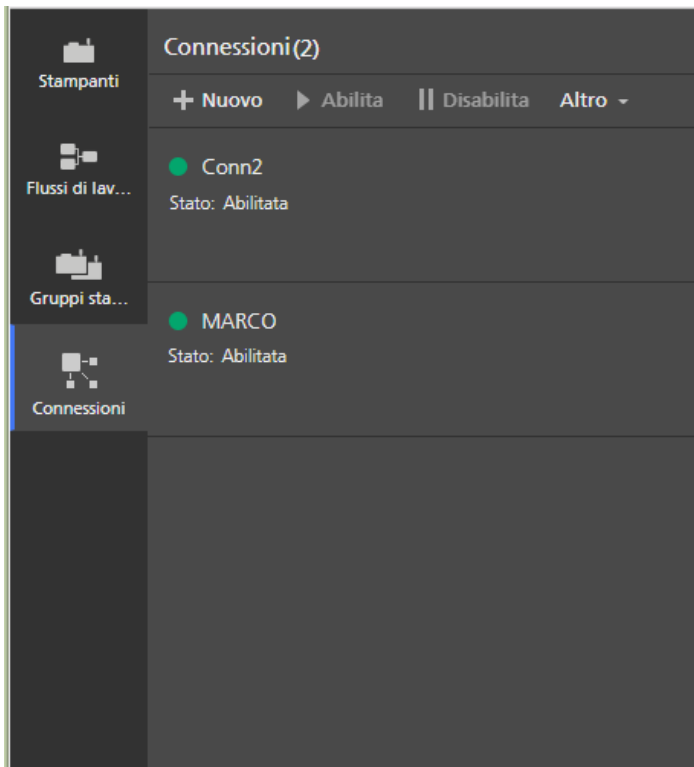 Stampanti
Flussi di lav...
Gruppi sta...
Connessioni
Connessioni(2)
Nuovo Abilita Disabilita Altro
Conn2
Stato: Abilitata
MARCO
Stato: Abilitata